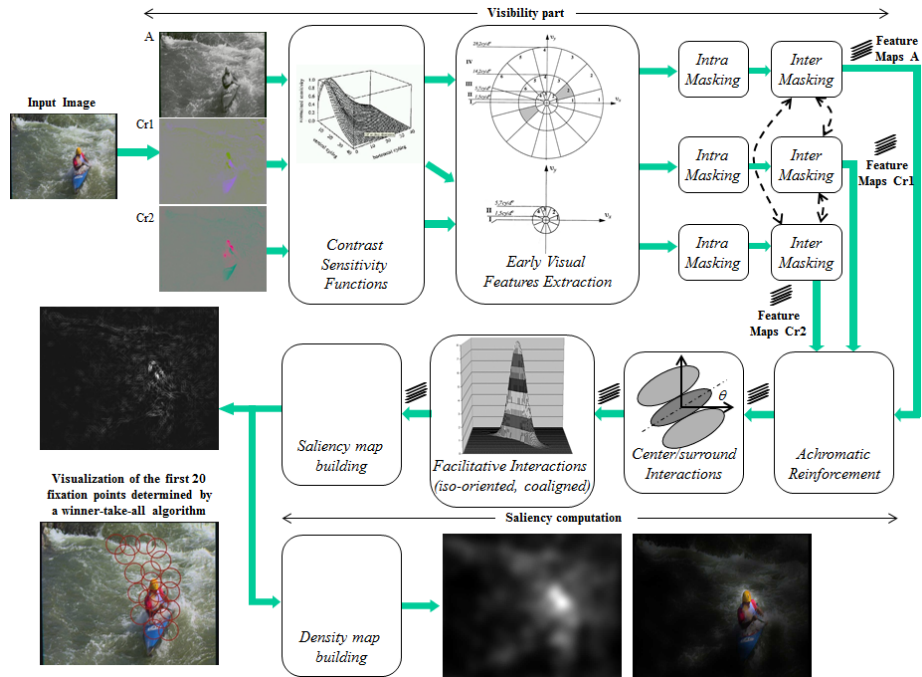 Visibility part
A
Feature
Maps A
Intra
Masking
Inter
Masking
Input Image
Cr1
Intra
Masking
Inter
Masking
Feature
Maps Cr1
Cr2
Contrast
Sensitivity
Functions
Early Visual
Features Extraction
Intra
Masking
Inter
Masking
Feature
Maps Cr2
θ
Saliency map
building
Facilitative Interactions
(iso-oriented, coaligned)
Center/surround
Interactions
Achromatic
Reinforcement
Visualization of the first 20
fixation points determined by
a winner-take-all algorithm
Saliency computation
Density map
building